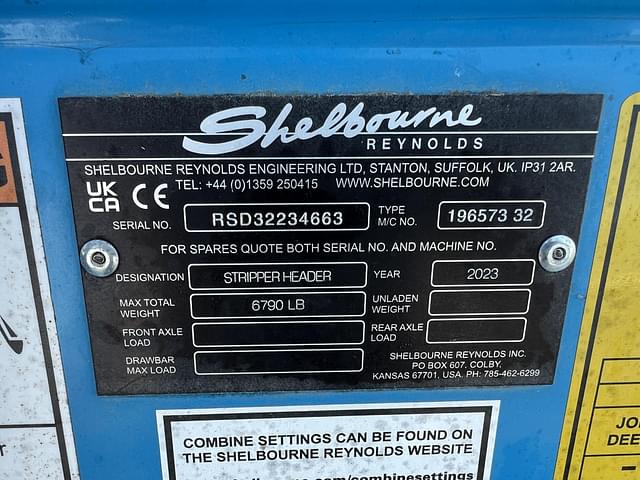 Shelbourne
REYNOLDS
SHELBOURNE REYNOLDS ENGINEERING LTD, STANTON, SUFFOLK, UK. IP31 2AR.
UK CA CE TEL: +44 (0)1359 250415 WWW.SHELBOURNE.COM
SERIAL NO. RSD32234663 TYPE M/C NO. 196573 32
FOR SPARES QUOTE BOTH SERIAL NO. AND MACHINE NO.
DESIGNATION STRIPPER HEADER YEAR 2023
MAX TOTAL WEIGHT 6790 LB UNLADEN WEIGHT
FRONT AXLE LOAD REAR AXLE LOAD
DRAWBAR MAX LOAD
SHELBOURNE REYNOLDS INC.
PO BOX 607, COLBY,
KANSAS 67701, USA. PH: 785-462-6299
COMBINE SETTINGS CAN BE FOUND ON
THE SHELBOURNE REYNOLDS WEBSITE
JO
DEE